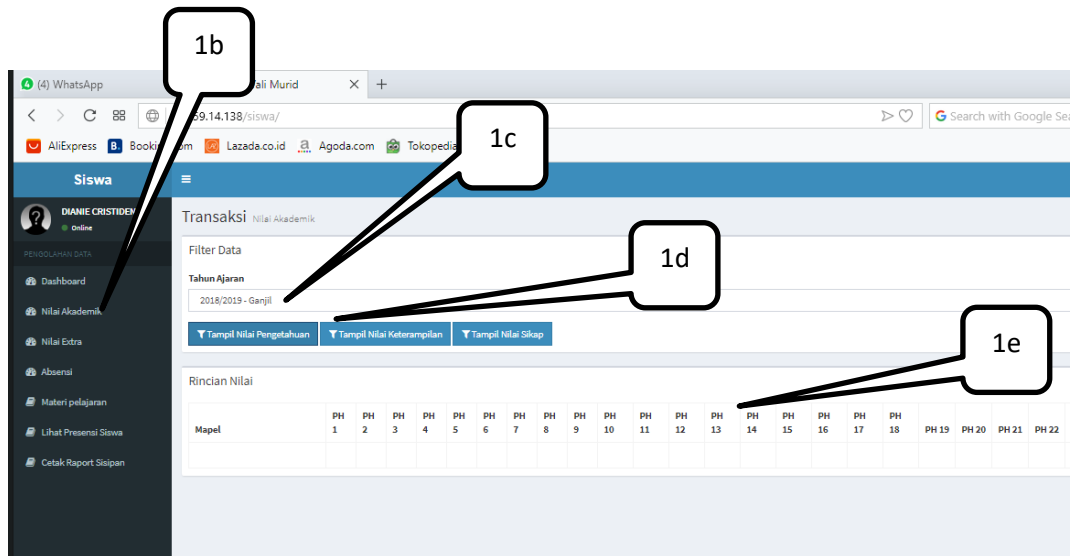 1b
(4) WhatsApp
ali Murid
59.14.138/siswa/
Search with Google Sea
AliExpress B. Bookin om Lazada.co.id a Agoda.com Tokopedia
1c
Siswa
DIANIE CRISTIDEN
Online
PENGOLAHAN DATA
Dashboard
Nilai Akademik
Nilai Extra
Absensi
Materi pelajaran
Lihat Presensi Siswa
Cetak Raport Sisipan
Transaksi Nilai Akademik
Filter Data
1d
Tahun Ajaran
2018/2019 - Ganjil
Tampil Nilai Pengetahuan Tampil Nilai Keterampilan Tampil Nilai Sikap
1e
Rincian Nilai
Mapel PH 1 PH 2 PH 3 PH 4 PH 5 PH 6 PH 7 PH 8 PH 9 PH 10 PH 11 PH 12 PH 13 PH 14 PH 15 PH 16 PH 17 PH 18 PH 19 PH 20 PH 21 PH 22